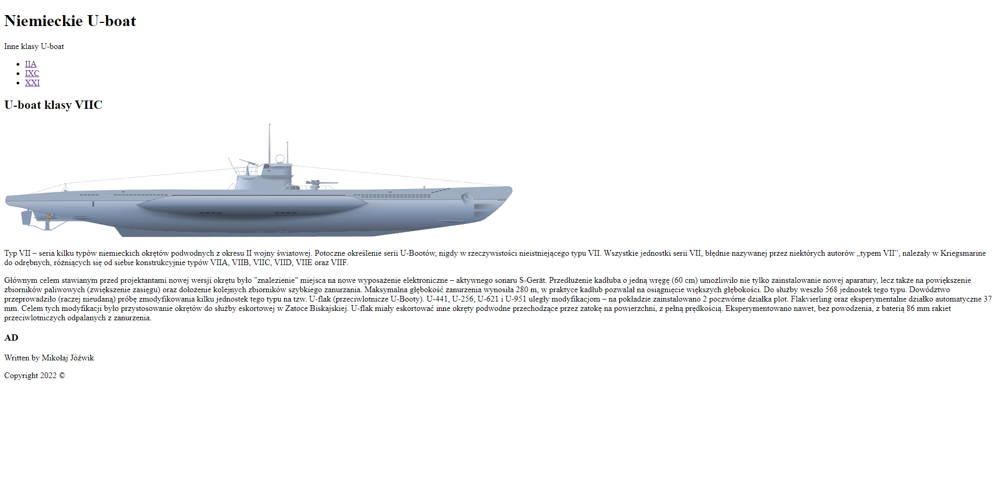 Niemieckie U-boat
Inne klasy U-boat
IIA
IXC
XXI
U-boat klasy VIIC
Typ VII – seria kilku typów niemieckich okrętów podwodnych z okresu II wojny światowej. Potoczne określenie serii U-Bootów, nigdy w rzeczywistości nieistniejącego typu VII. Wszystkie jednostki serii VII, błędnie nazywanej przez niektórych autorów „typem VII”, należały w Kriegsmarine
do odrębnych, różniących się od siebie konstrukcyjnie typów VIIA, VIIB, VIIC, VIID, VIIE oraz VIIF.
Głównym celem stawianym przed projektantami nowej wersji okrętu było "znalezienie" miejsca na nowe wyposażenie elektroniczne – aktywnego sonaru S-Gerät. Przedłużenie kadłuba o jedną wręgę (60 cm) umożliwiło nie tylko zainstalowanie nowej aparatury, lecz także na powiększenie
zbiorników paliwowych (zwiększenie zasięgu) oraz dołożenie kolejnych zbiorników szybkiego zanurzania. Maksymalna głębokość zanurzenia wynosiła 280 m, w praktyce kadłub pozwalał na osiągnięcie większych głębokości. Do służby weszło 568 jednostek tego typu. Dowództwo
przeprowadziło (raczej nieudaną) próbę zmodyfikowania kilku jednostek tego typu na tzw. U-flak (przeciwlotnicze U-Booty). U-441, U-256, U-621 i U-951 uległy modyfikacjom – na pokładzie zainstalowano 2 poczwórne działka plot. Flakvierling oraz eksperymentalne działko automatyczne 37
mm. Celem tych modyfikacji było przystosowanie okrętów do służby eskortowej w Zatoce Biskajskiej. U-flak miały eskortować inne okręty podwodne przechodzące przez zatokę na powierzchni, z pełną prędkością. Eksperymentowano nawet, bez powodzenia, z baterią 86 mm rakiet
przeciwlotniczych odpalanych z zanurzenia.
AD
Written by Mikołaj Jóźwik
Copyright 2022 ©